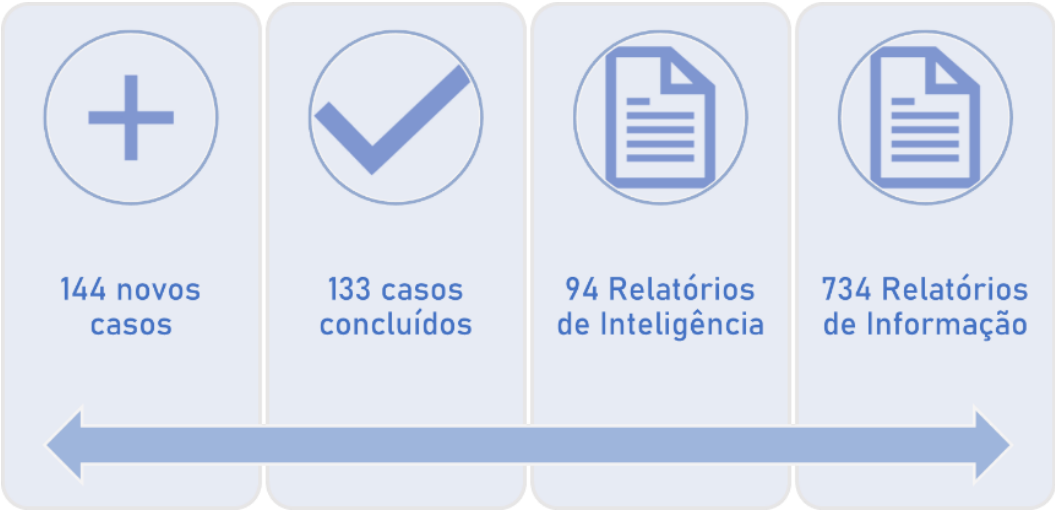 144 novos
casos
133 casos
concluídos
94 Relatórios
de Inteligência
734 Relatórios
de Informação